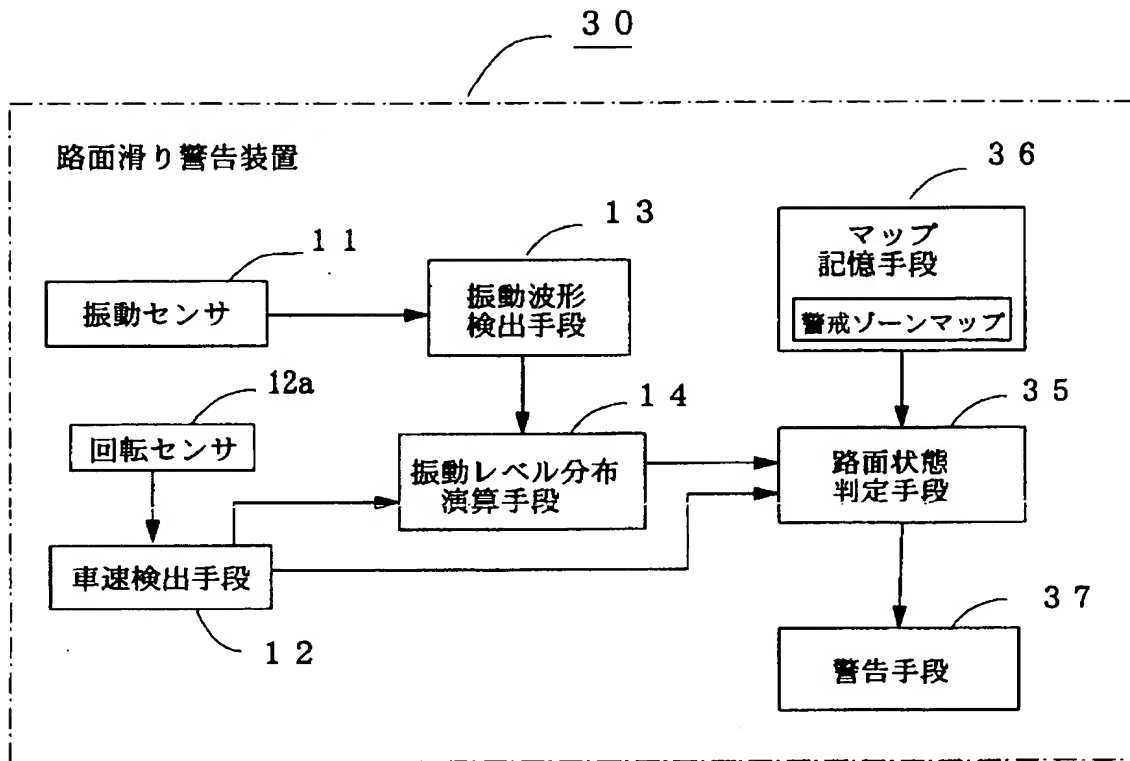 ３０
路面滑り警告装置
３６
１３
マップ
記憶手段
警戒ゾーンマップ
１１
振動センサ
振動波形
検出手段
12a
回転センサ
１４
振動レベル分布
演算手段
３５
路面状態
判定手段
車速検出手段
１２
３７
警告手段